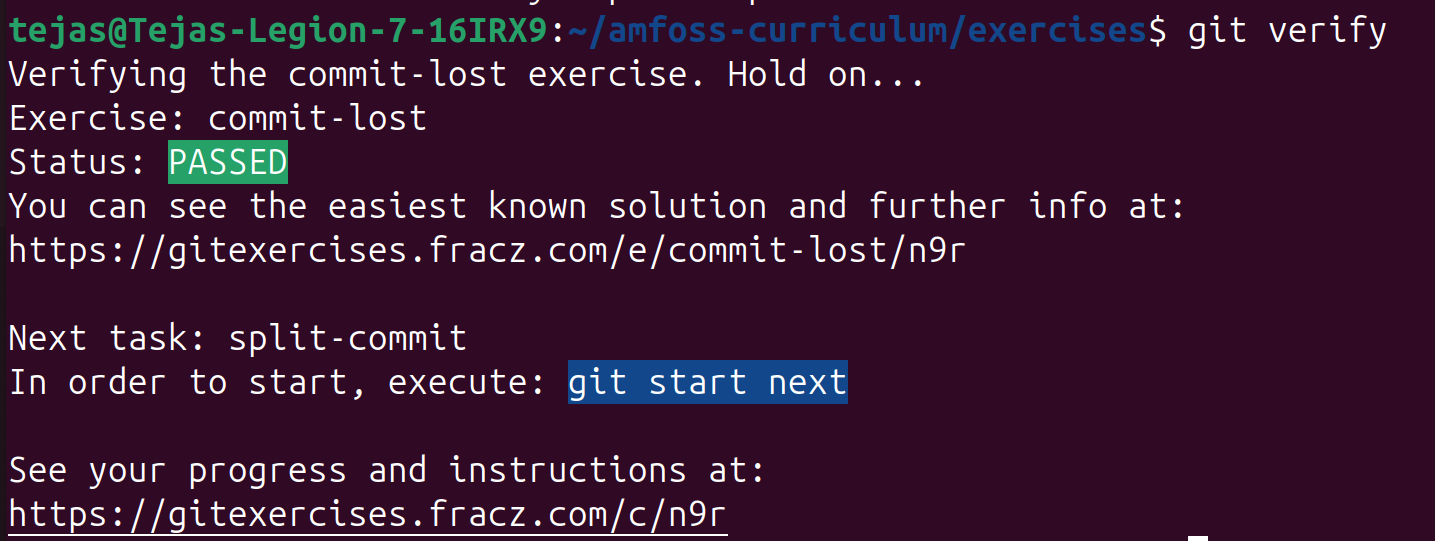 tejas@Tejas-Legion-7-16IRX9:~/amfoss-curriculum/exercises$ git verify
Verifying the commit-lost exercise. Hold on...
Exercise: commit-lost
Status: PASSED
You can see the easiest known solution and further info at:
https://gitexercises.fracz.com/e/commit-lost/n9r
Next task: split-commit
In order to start, execute: git start next
See your progress and instructions at:
https://gitexercises.fracz.com/c/n9r